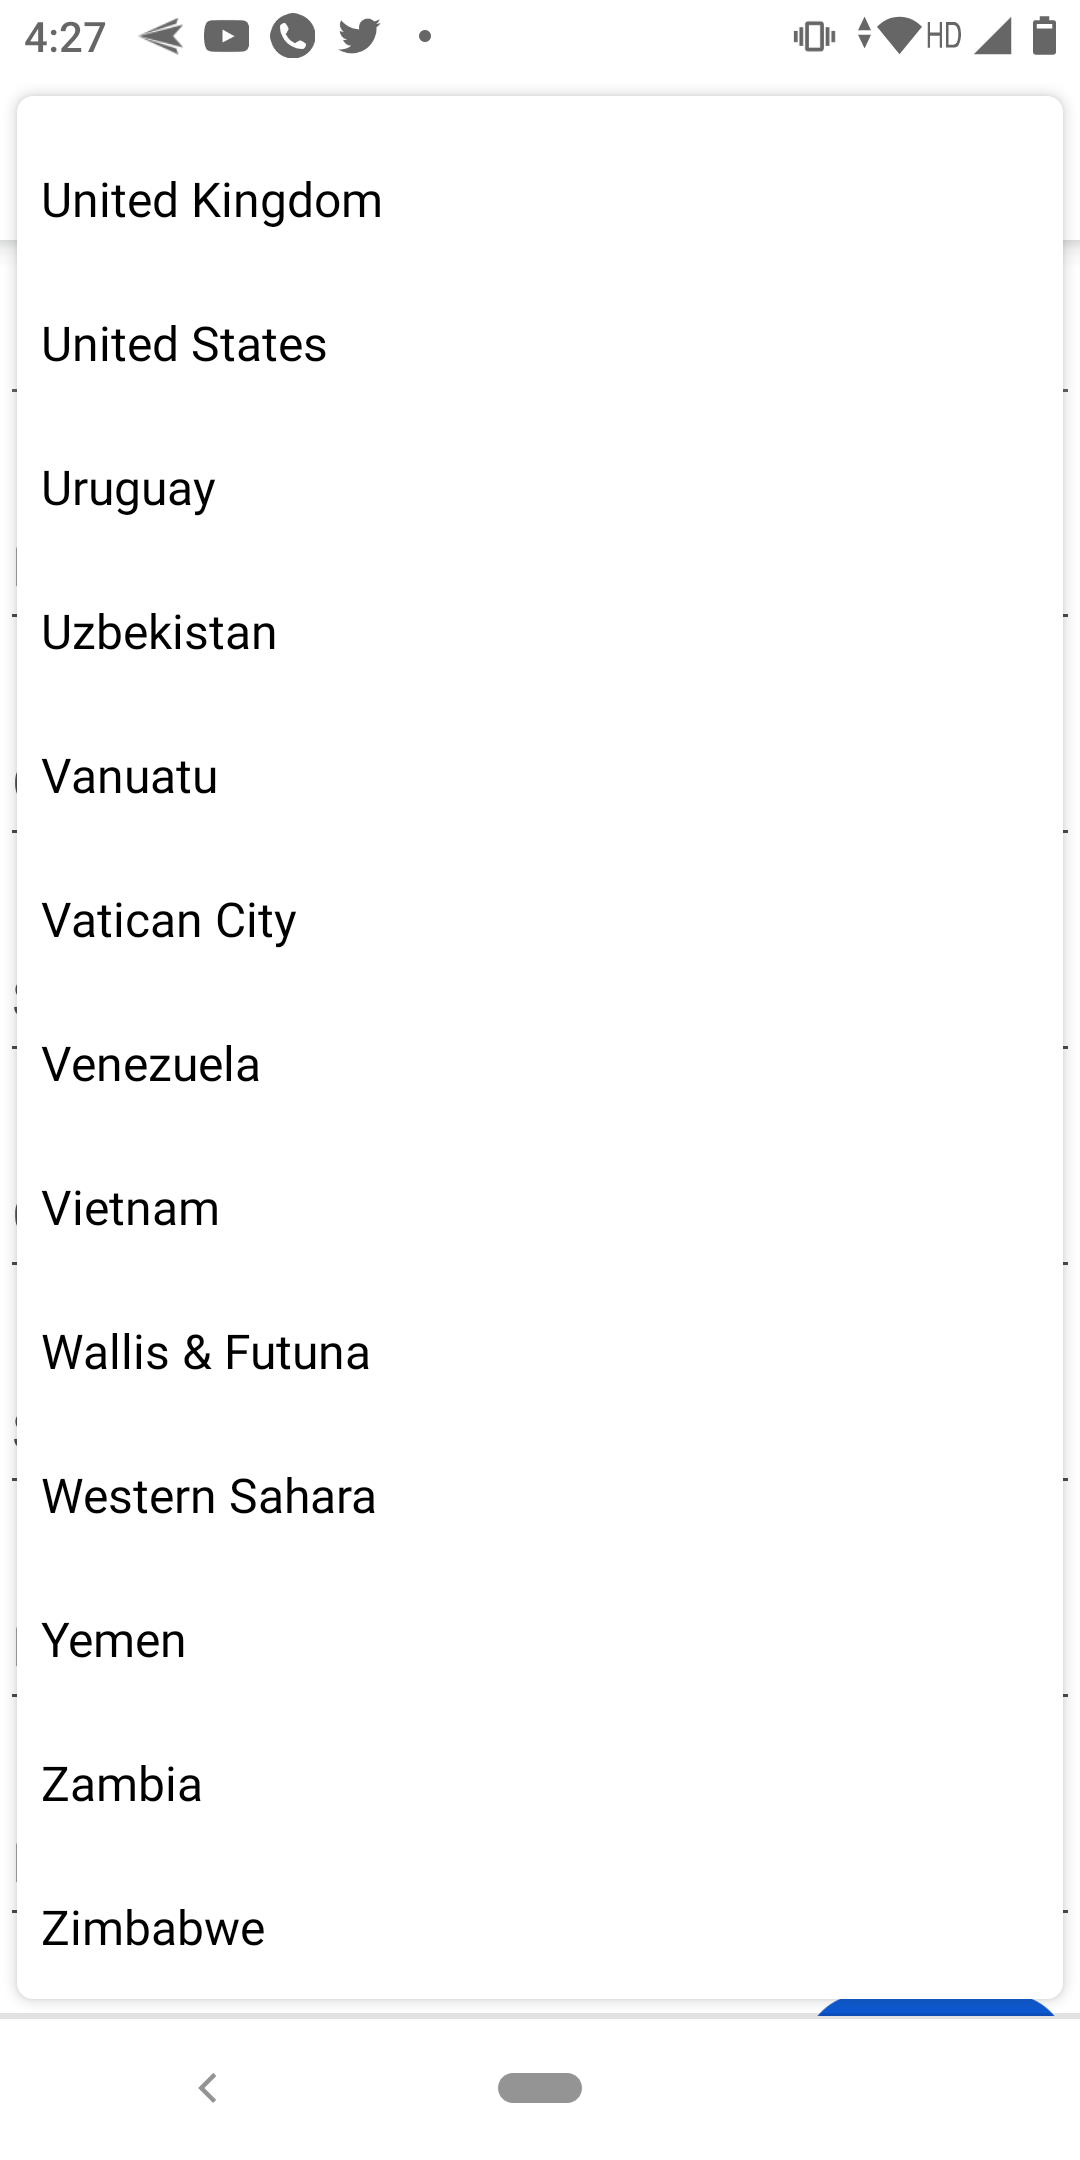 4:27
HD
United Kingdom
United States
Uruguay
Uzbekistan
Vanuatu
Vatican City
Venezuela
Vietnam
Wallis & Futuna
Western Sahara
Yemen
Zambia
Zimbabwe